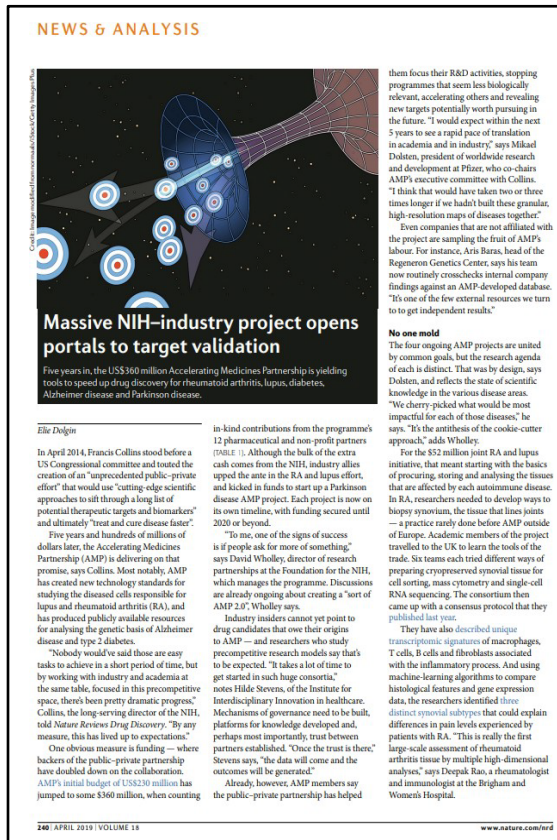 NEWS & ANALYSIS
Credit: Image modified from normaals/iStock/Getty Images Plus
Massive NIH–industry project opens
portals to target validation
Five years in, the US$360 million Accelerating Medicines Partnership is yielding
tools to speed up drug discovery for rheumatoid arthritis, lupus, diabetes,
Alzheimer disease and Parkinson disease.
Elie Dolgin
In April 2014, Francis Collins stood before a
US Congressional committee and touted the
creation of an “unprecedented public–private
effort” that would use “cutting-edge scientific
approaches to sift through a long list of
potential therapeutic targets and biomarkers”
and ultimately “treat and cure disease faster”.
Five years and hundreds of millions of
dollars later, the Accelerating Medicines
Partnership (AMP) is delivering on that
promise, says Collins. Most notably, AMP
has created new technology standards for
studying the diseased cells responsible for
lupus and rheumatoid arthritis (RA), and
has produced publicly available resources
for analysing the genetic basis of Alzheimer
disease and type 2 diabetes.
“Nobody would’ve said those are easy
tasks to achieve in a short period of time, but
by working with industry and academia at
the same table, focused in this precompetitive
space, there’s been pretty dramatic progress,”
Collins, the long-serving director of the NIH,
told Nature Reviews Drug Discovery. “By any
measure, this has lived up to expectations.”
One obvious measure is funding — where
backers of the public–private partnership
have doubled down on the collaboration.
AMP’s initial budget of US$230 million has
jumped to some $360 million, when counting
in-kind contributions from the programme’s
12 pharmaceutical and non-profit partners
(TABLE 1). Although the bulk of the extra
cash comes from the NIH, industry allies
upped the ante in the RA and lupus effort,
and kicked in funds to start up a Parkinson
disease AMP project. Each project is now on
its own timeline, with funding secured until
2020 or beyond.
“To me, one of the signs of success
is if people ask for more of something,”
says David Wholley, director of research
partnerships at the Foundation for the NIH,
which manages the programme. Discussions
are already ongoing about creating a “sort of
AMP 2.0”, Wholley says.
Industry insiders cannot yet point to
drug candidates that owe their origins
to AMP — and researchers who study
precompetitive research models say that’s
to be expected. “It takes a lot of time to
get started in such huge consortia,”
notes Hilde Stevens, of the Institute for
Interdisciplinary Innovation in healthcare.
Mechanisms of governance need to be built,
platforms for knowledge developed and,
perhaps most importantly, trust between
partners established. “Once the trust is there,”
Stevens says, “the data will come and the
outcomes will be generated.”
Already, however, AMP members say
the public–private partnership has helped
them focus their R&D activities, stopping
programmes that seem less biologically
relevant, accelerating others and revealing
new targets potentially worth pursuing in
the future. “I would expect within the next
5 years to see a rapid pace of translation
in academia and in industry,” says Mikael
Dolsten, president of worldwide research
and development at Pfizer, who co-chairs
AMP’s executive committee with Collins.
“I think that would have taken two or three
times longer if we hadn’t built these granular,
high-resolution maps of diseases together.”
Even companies that are not affiliated with
the project are sampling the fruit of AMP’s
labour. For instance, Aris Baras, head of the
Regeneron Genetics Center, says his team
now routinely crosschecks internal company
findings against an AMP-developed database.
“It’s one of the few external resources we turn
to to get independent results.”
No one mold
The four ongoing AMP projects are united
by common goals, but the research agenda
of each is distinct. That was by design, says
Dolsten, and reflects the state of scientific
knowledge in the various disease areas.
“We cherry-picked what would be most
impactful for each of those diseases,” he
says. “It’s the antithesis of the cookie-cutter
approach,” adds Wholley.
For the $52 million joint RA and lupus
initiative, that meant starting with the basics
of procuring, storing and analysing the tissues
that are affected by each autoimmune disease.
In RA, researchers needed to develop ways to
biopsy synovium, the tissue that lines joints
— a practice rarely done before AMP outside
of Europe. Academic members of the project
travelled to the UK to learn the tools of the
trade. Six teams each tried different ways of
preparing cryopreserved synovial tissue for
cell sorting, mass cytometry and single-cell
RNA sequencing. The consortium then
came up with a consensus protocol that they
published last year.
They have also described unique
transcriptomic signatures of macrophages,
T cells, B cells and fibroblasts associated
with the inflammatory process. And using
machine-learning algorithms to compare
histological features and gene expression
data, the researchers identified three
distinct synovial subtypes that could explain
differences in pain levels experienced by
patients with RA. “This is really the first
large-scale assessment of rheumatoid
arthritis tissue by multiple high-dimensional
analyses,” says Deepak Rao, a rheumatologist
and immunologist at the Brigham and
Women’s Hospital.
240 | APRIL 2019 | VOLUME 18
www.nature.com/nrd